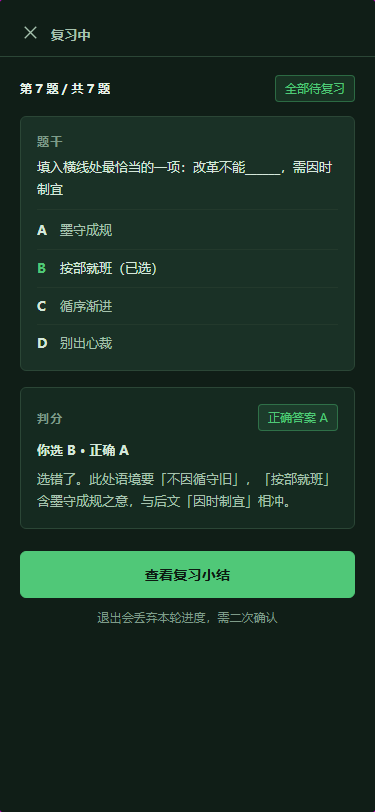 复习中
第 7 题 / 共 7 题
全部待复习
题干
填入横线处最恰当的一项：改革不能_____，需因时
制宜
A 墨守成规
B 按部就班（已选）
C 循序渐进
D 别出心裁
判分
正确答案 A
你选 B • 正确 A
选错了。此处语境要「不因循守旧」，「按部就班」
含墨守成规之意，与后文「因时制宜」相冲。
查看复习小结
退出会丢弃本轮进度，需二次确认